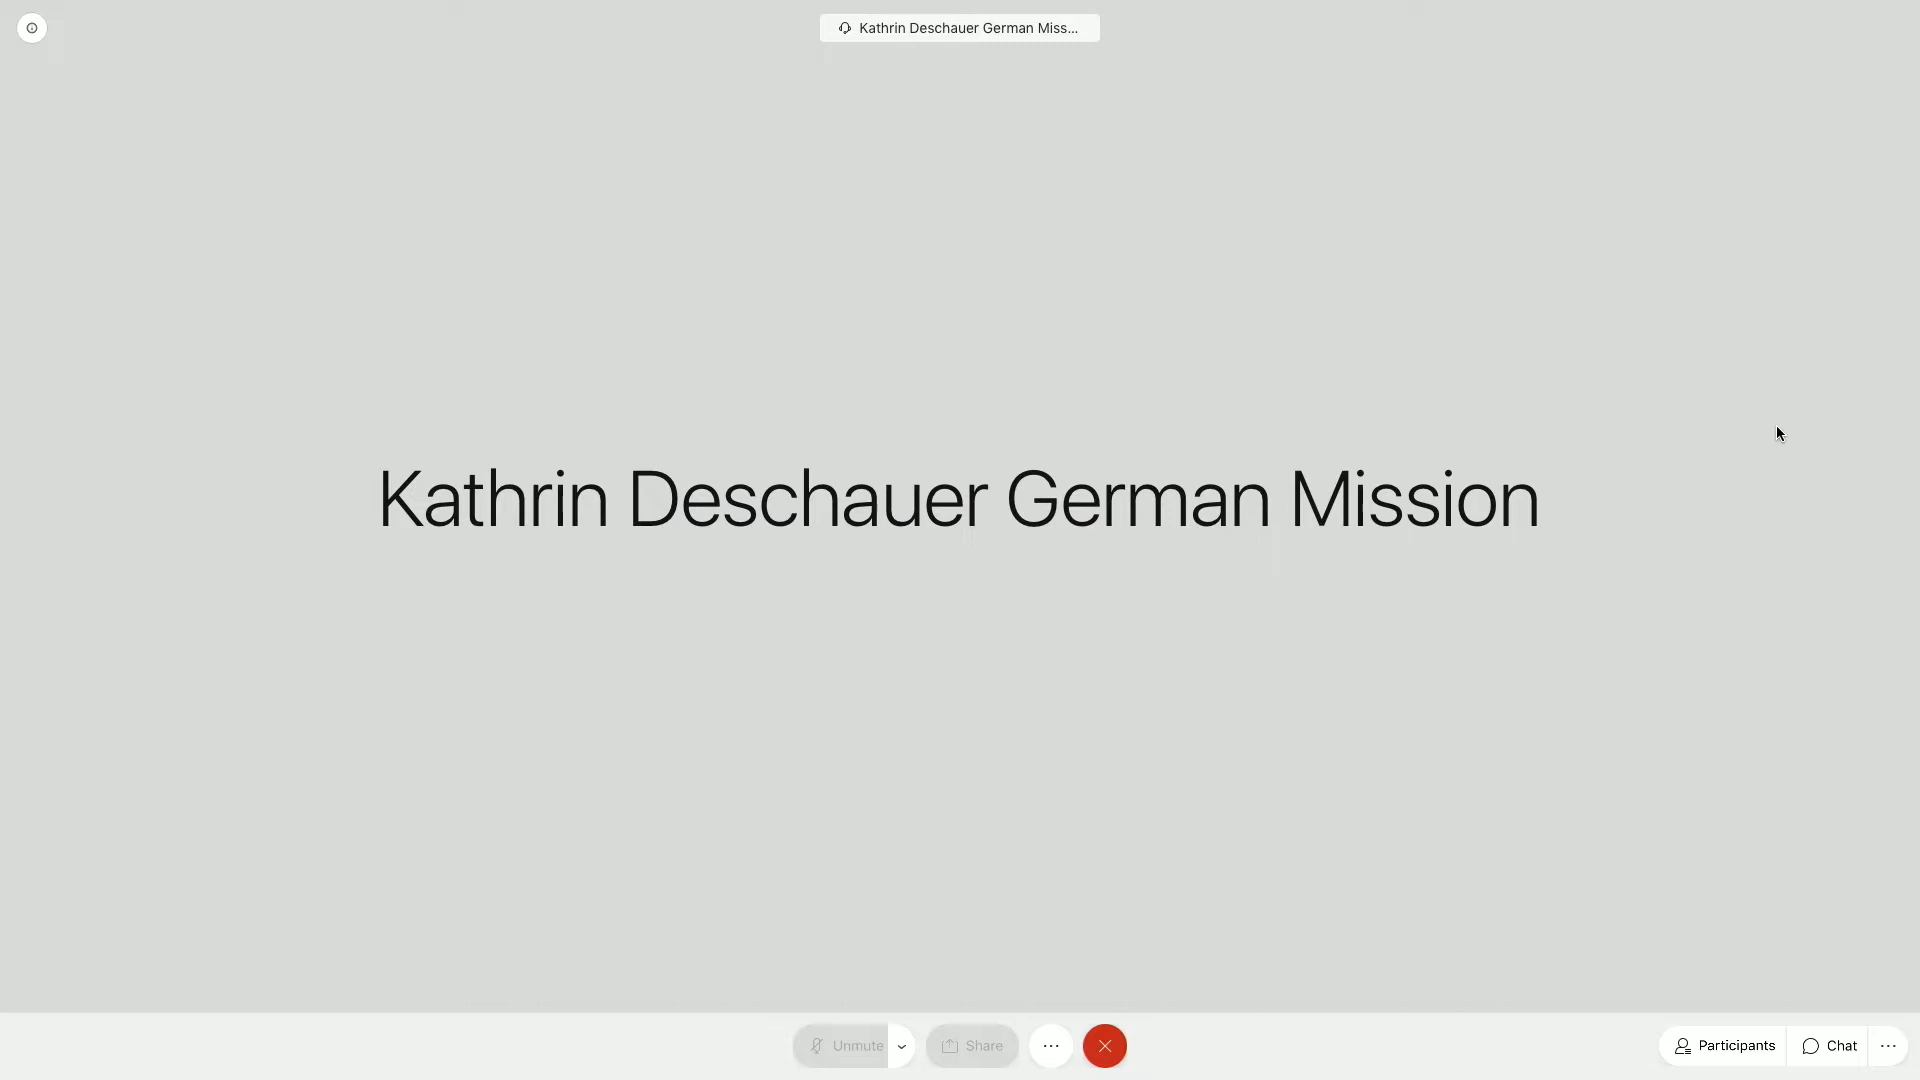 Kathrin Deschauer German Miss...
Kathrin Deschauer German Mission
Unmute
Share
Participants
Chat